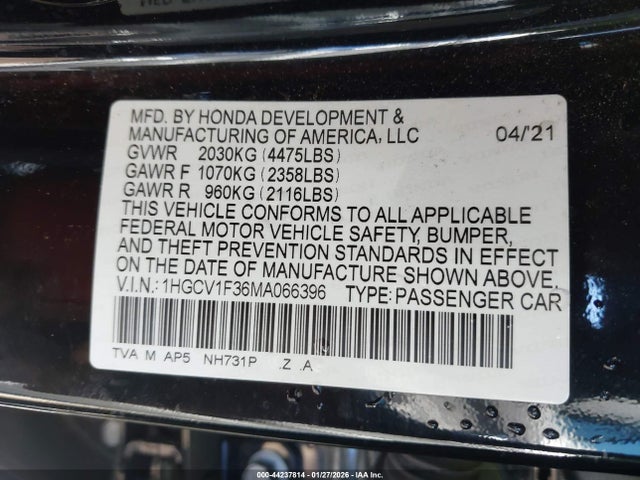 MFD. BY HONDA DEVELOPMENT &
MANUFACTURING OF AMERICA, LLC 04/'21
GVWR 2030KG (4475LBS)
GAWR F 1070KG (2358LBS)
GAWR R 960KG (2116LBS)
THIS VEHICLE CONFORMS TO ALL APPLICABLE
FEDERAL MOTOR VEHICLE SAFETY, BUMPER,
AND THEFT PREVENTION STANDARDS IN EFFECT
ON THE DATE OF MANUFACTURE SHOWN ABOVE.
V.I.N.: 1HGCV1F36MA066396 TYPE: PASSENGER CAR
TVA M AP5 NH731P .Z .A
000-44237814 | 01/27/2026 - IAA Inc.